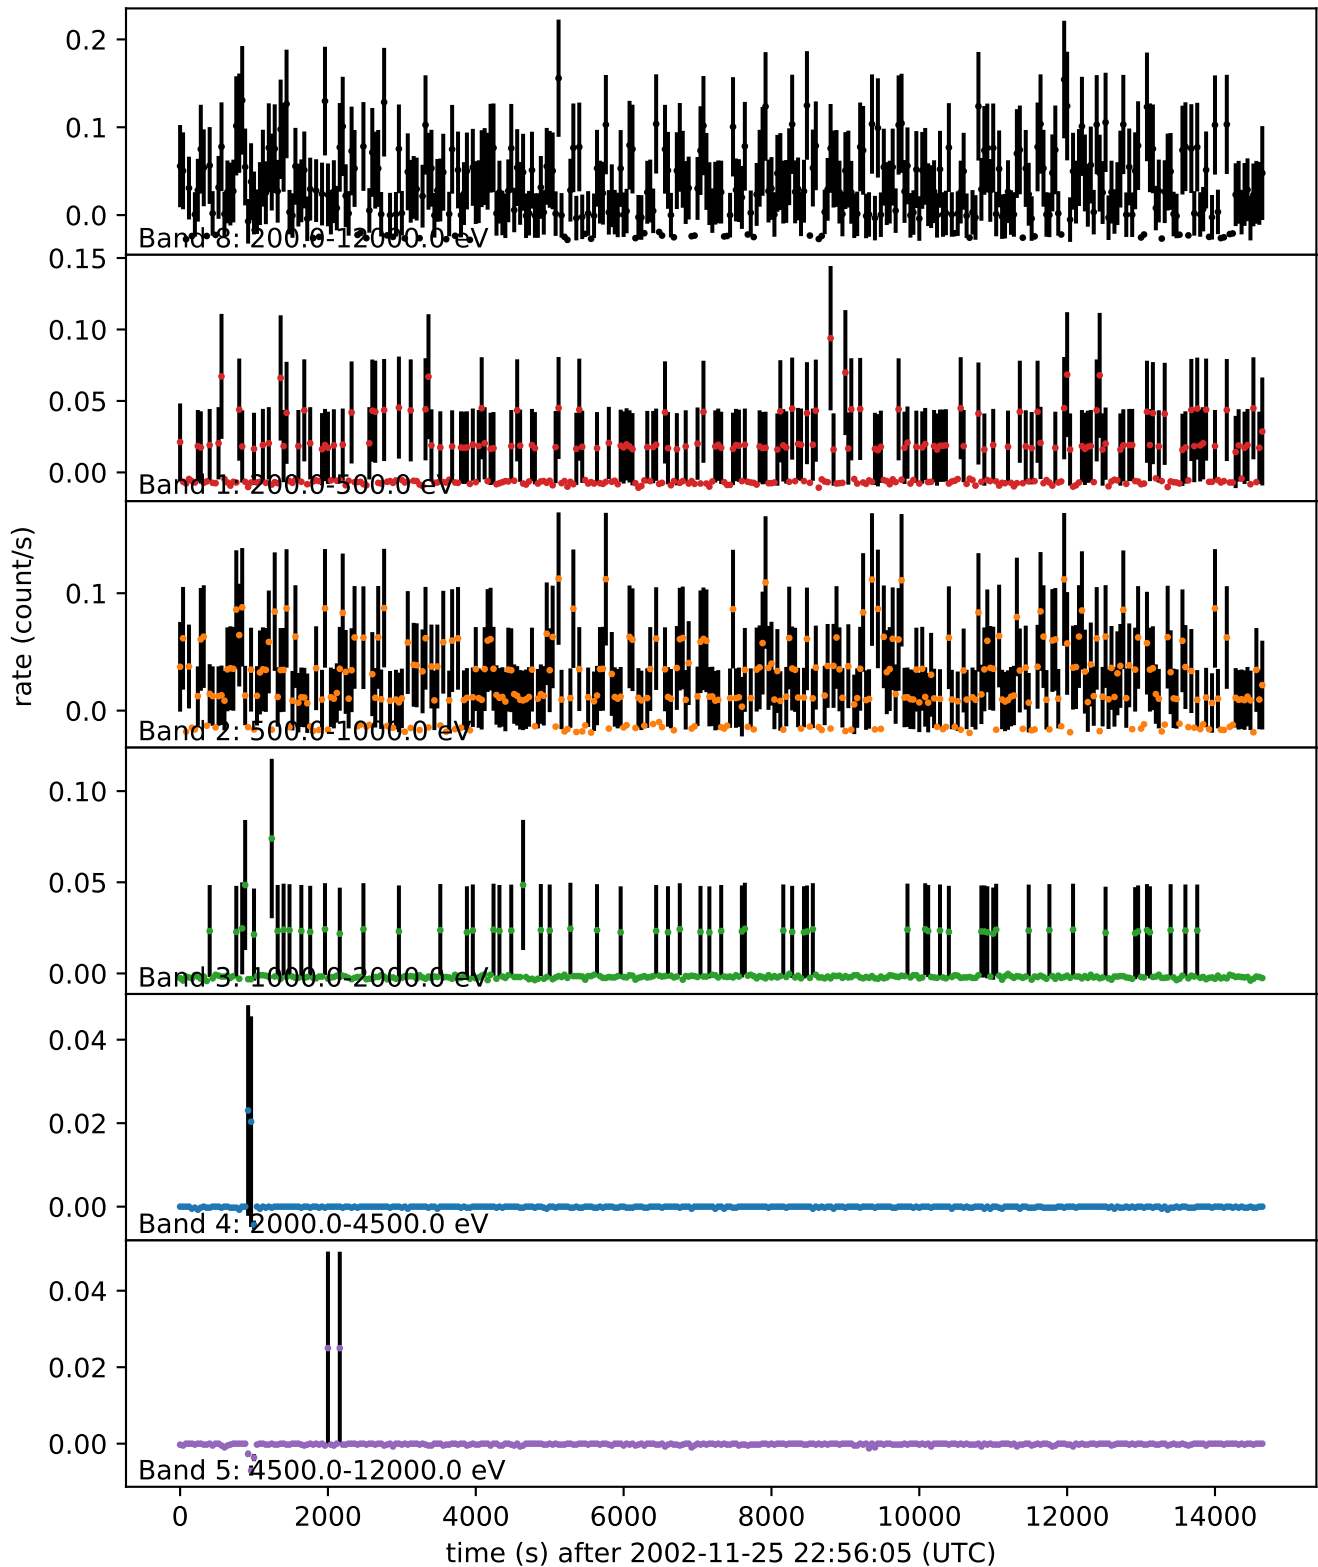 0.2
0.1
0.0
Band 8: 200.0-12000.0 eV
0.15
0.10
0.05
0.00
Band 1: 200.0-500.0 eV
rate (count/s)
0.1
0.0
Band 2: 500.0-1000.0 eV
0.10
0.05
0.00
Band 3: 1000.0-2000.0 eV
0.04
0.02
0.00
Band 4: 2000.0-4500.0 eV
0.04
0.02
0.00
Band 5: 4500.0-12000.0 eV
0 2000 4000 6000 8000 10000 12000 14000
time (s) after 2002-11-25 22:56:05 (UTC)